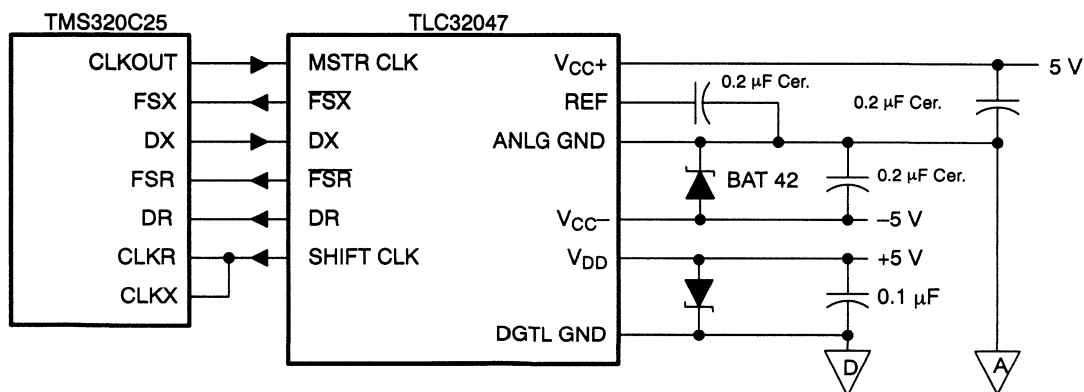 TMS320C25
TLC32047
CLKOUT
FSX
DX
FSR
DR
CLKR
CLKX
MSTR CLK
FSX
DX
FSR
DR
SHIFT CLK
VCC+
REF
ANLG GND
VCC−
VDD
DGTL GND
0.2 μF Cer.
5 V
0.2 μF Cer.
BAT 42
0.2 μF Cer.
−5 V
+5 V
0.1 μF
D
A